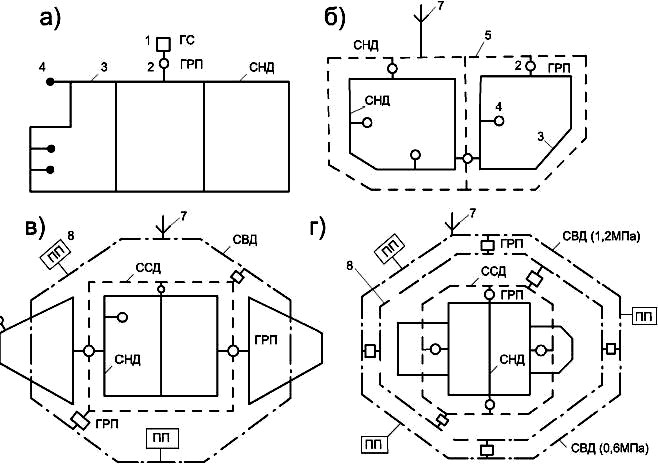 а)
1 ГС
2 ГРП
4
3
СНД
б)
7
5
СНД
2 ГРП
СНД
4
3
в)
8
ПП
7
СВД
ССД
СНД
ГРП
ГРП
ПП
г)
7
ПП
ГРП
СВД (1,2МПа)
8
ССД
ГРП
ПП
СНД
ПП
СВД (0,6МПа)